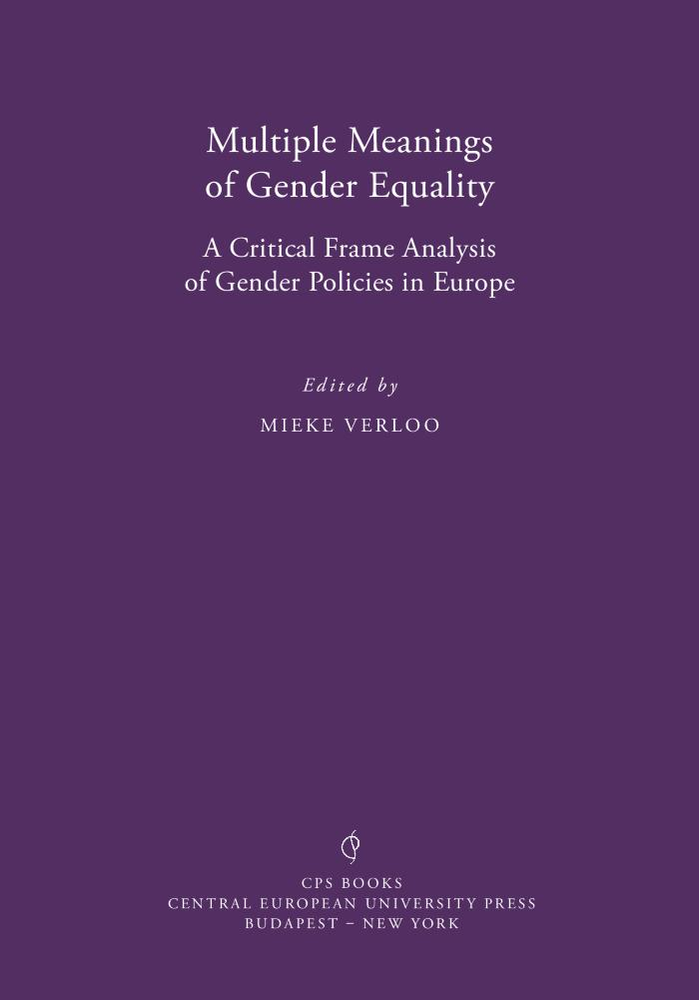 Multiple Meanings
of Gender Equality
A Critical Frame Analysis
of Gender Policies in Europe
Edited by
MIEKE VERLOO
CPS BOOKS
CENTRAL EUROPEAN UNIVERSITY PRESS
BUDAPEST – NEW YORK